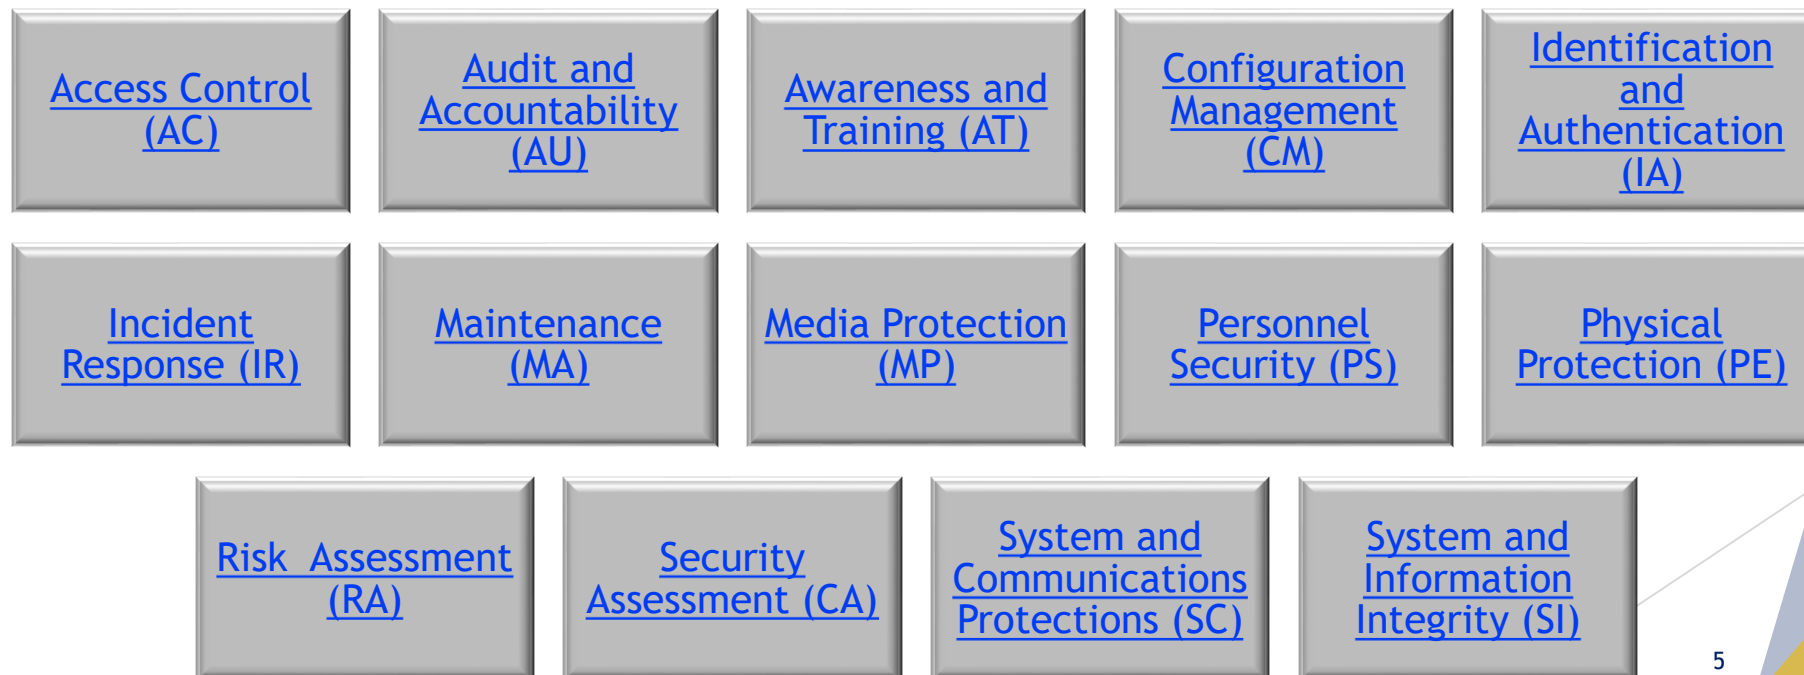 Access Control
(AC)
Audit and
Accountability
(AU)
Awareness and
Training (AT)
Configuration
Management
(CM)
Identification
and
Authentication
(IA)
Incident
Response (IR)
Maintenance
(MA)
Media Protection
(MP)
Personnel
Security (PS)
Physical
Protection (PE)
Risk  Assessment
(RA)
Security
Assessment (CA)
System and
Communications
Protections (SC)
System and
Information
Integrity (SI)
5